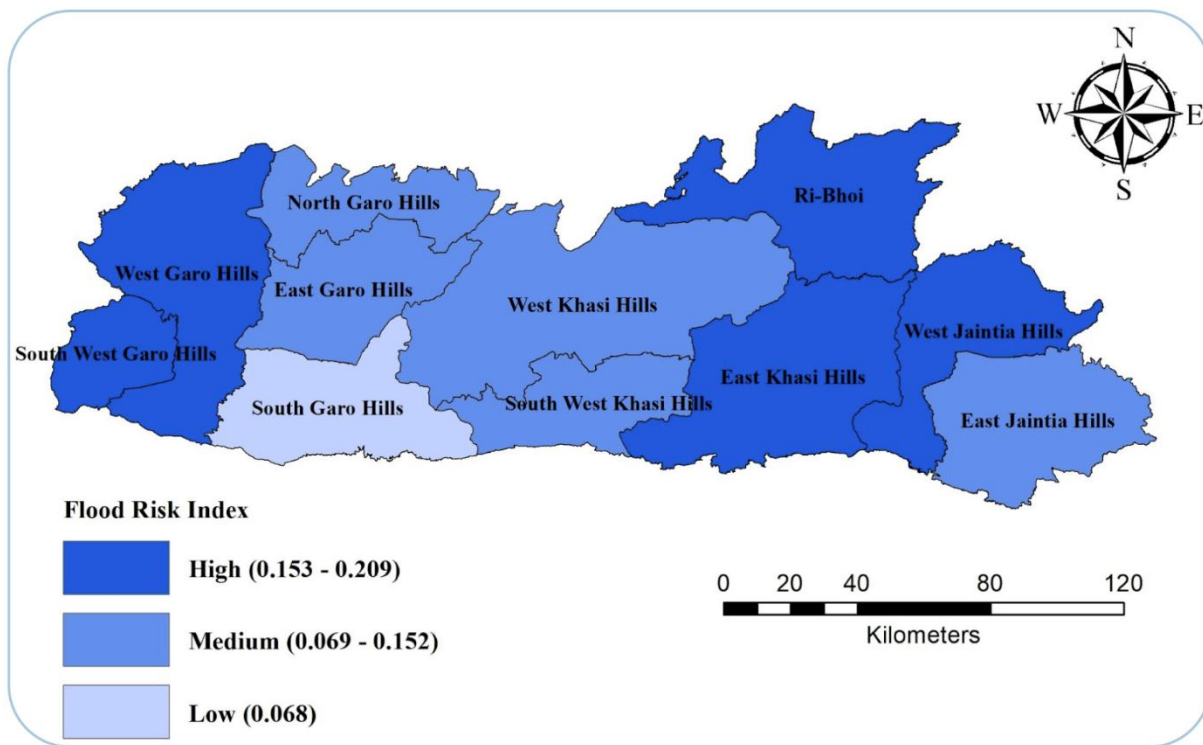 N
W E
S
Ri-Bhoi
North Garo Hills
West Garo Hills
East Garo Hills
West Khasi Hills
West Jaintia Hills
South West Garo Hills
East Khasi Hills
South Garo Hills
South West Khasi Hills
East Jaintia Hills
Flood Risk Index
High (0.153 - 0.209)
Medium (0.069 - 0.152)
Low (0.068)
0 20 40 80 120
Kilometers